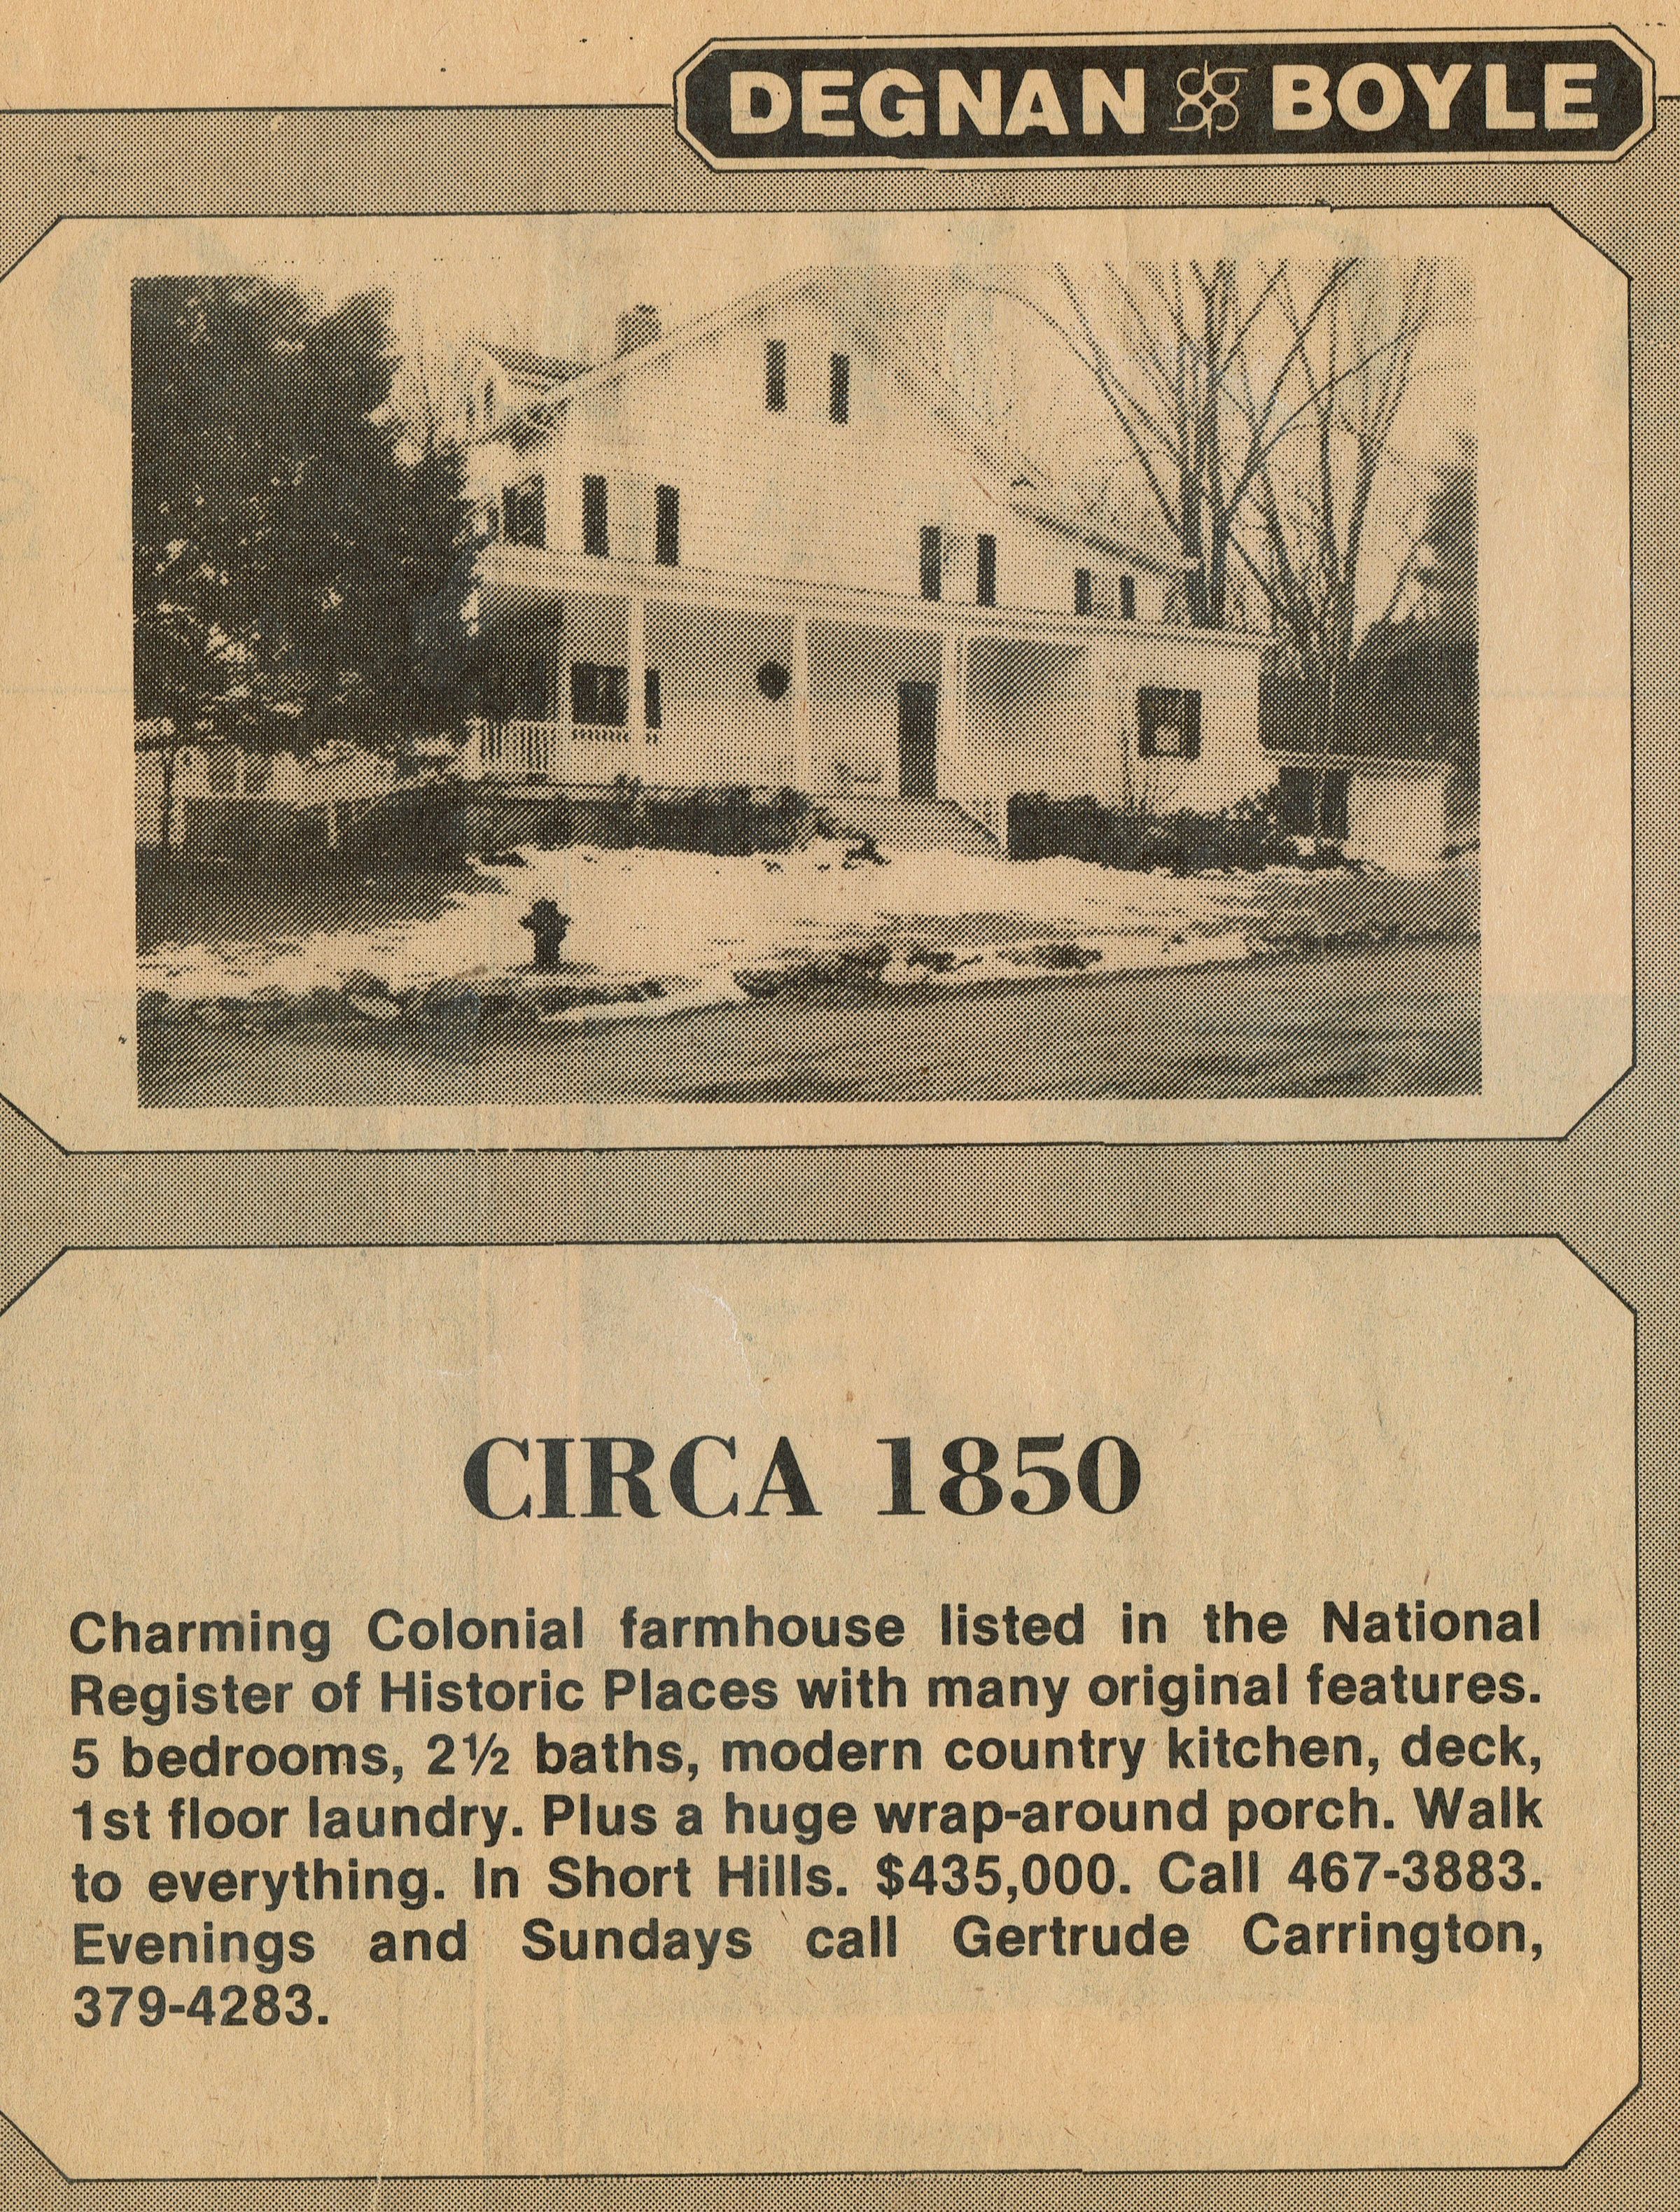 DEGNAN BOYLE
CIRCA 1850
Charming Colonial farmhouse listed in the National
Register of Historic Places with many original features.
5 bedrooms, 2½ baths, modern country kitchen, deck,
1st floor laundry. Plus a huge wrap-around porch. Walk
to everything. In Short Hills. $435,000. Call 467-3883.
Evenings and Sundays call Gertrude Carrington,
379-4283.